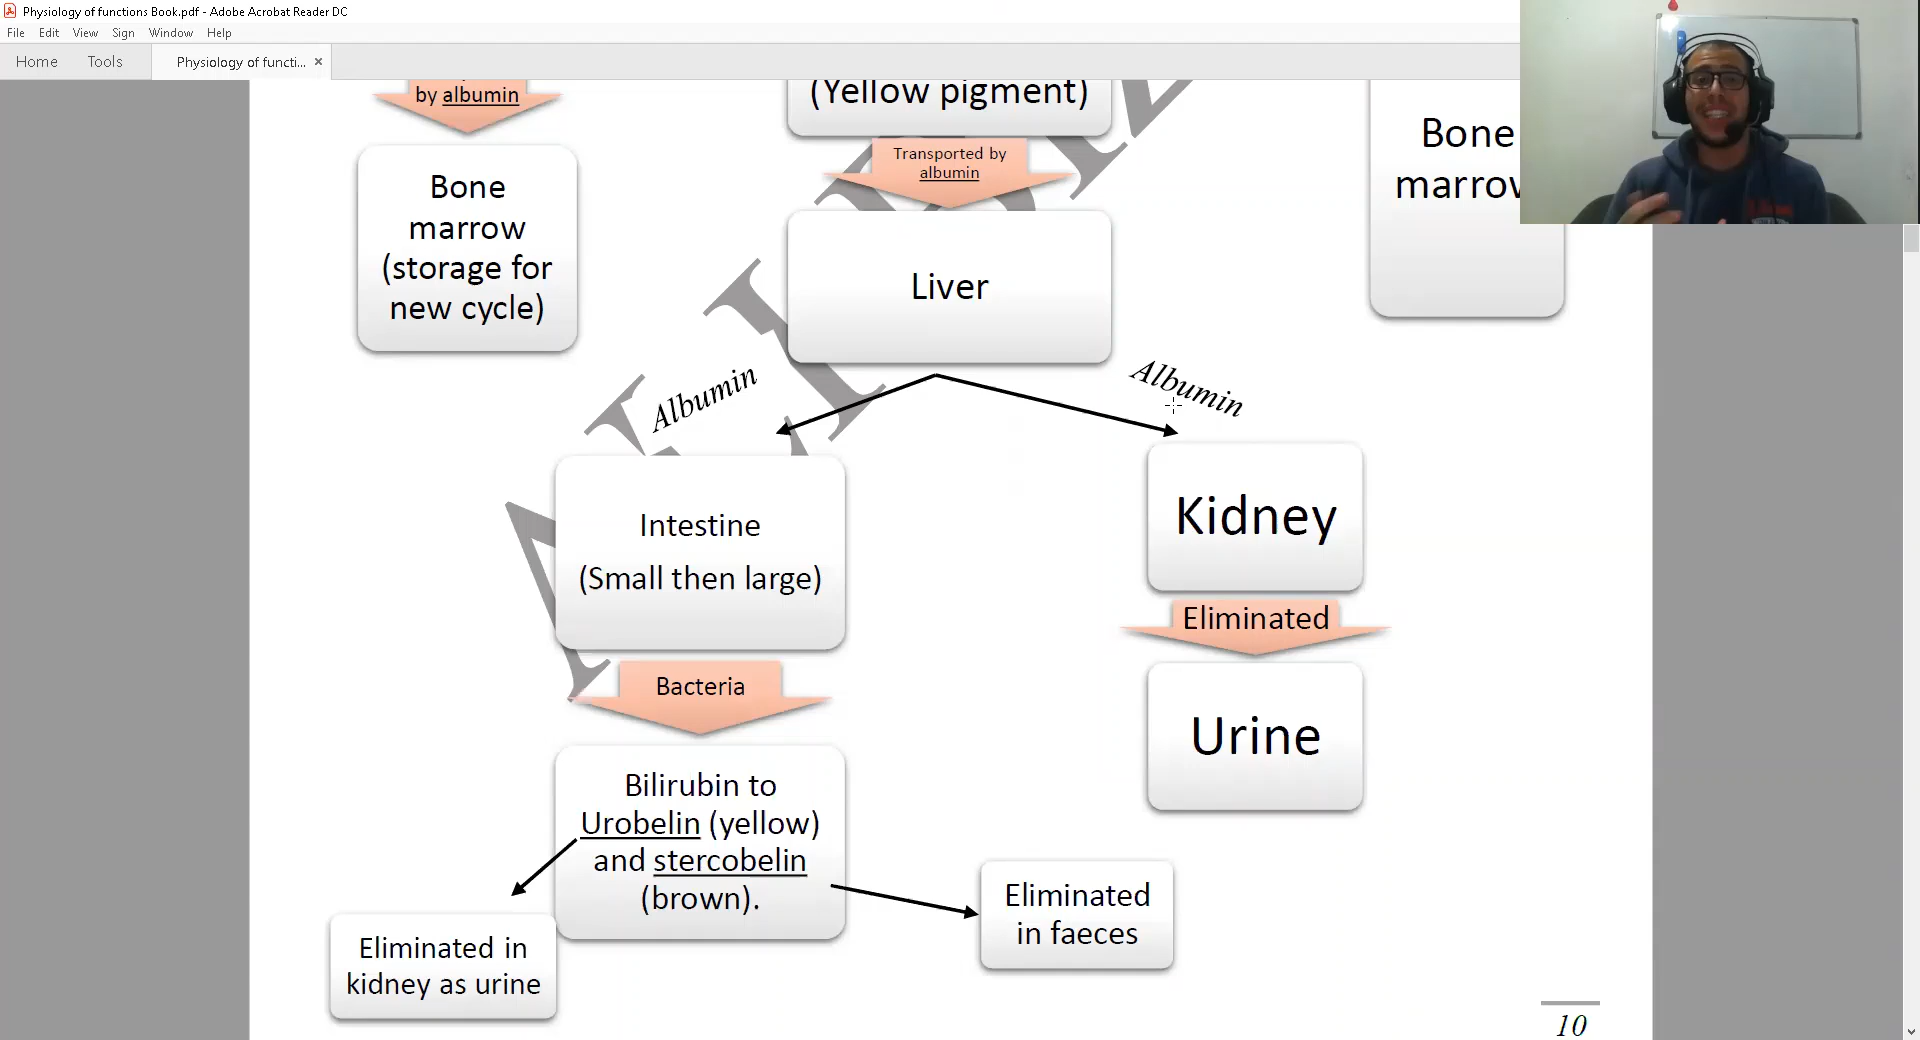 Physiology of functions Book.pdf - Adobe Acrobat Reader DC
File Edit View Sign Window Help
Home Tools Physiology of functi... ×
by albumin
(Yellow pigment)
Transported by
albumin
Bone
marrow
(storage for
new cycle)
Liver
Bone
marrow
Albumin
Albumin
Intestine
(Small then large)
Kidney
Eliminated
Bacteria
Urine
Bilirubin to
Urobelin (yellow)
and stercobelin
(brown).
Eliminated
in faeces
Eliminated in
kidney as urine
10